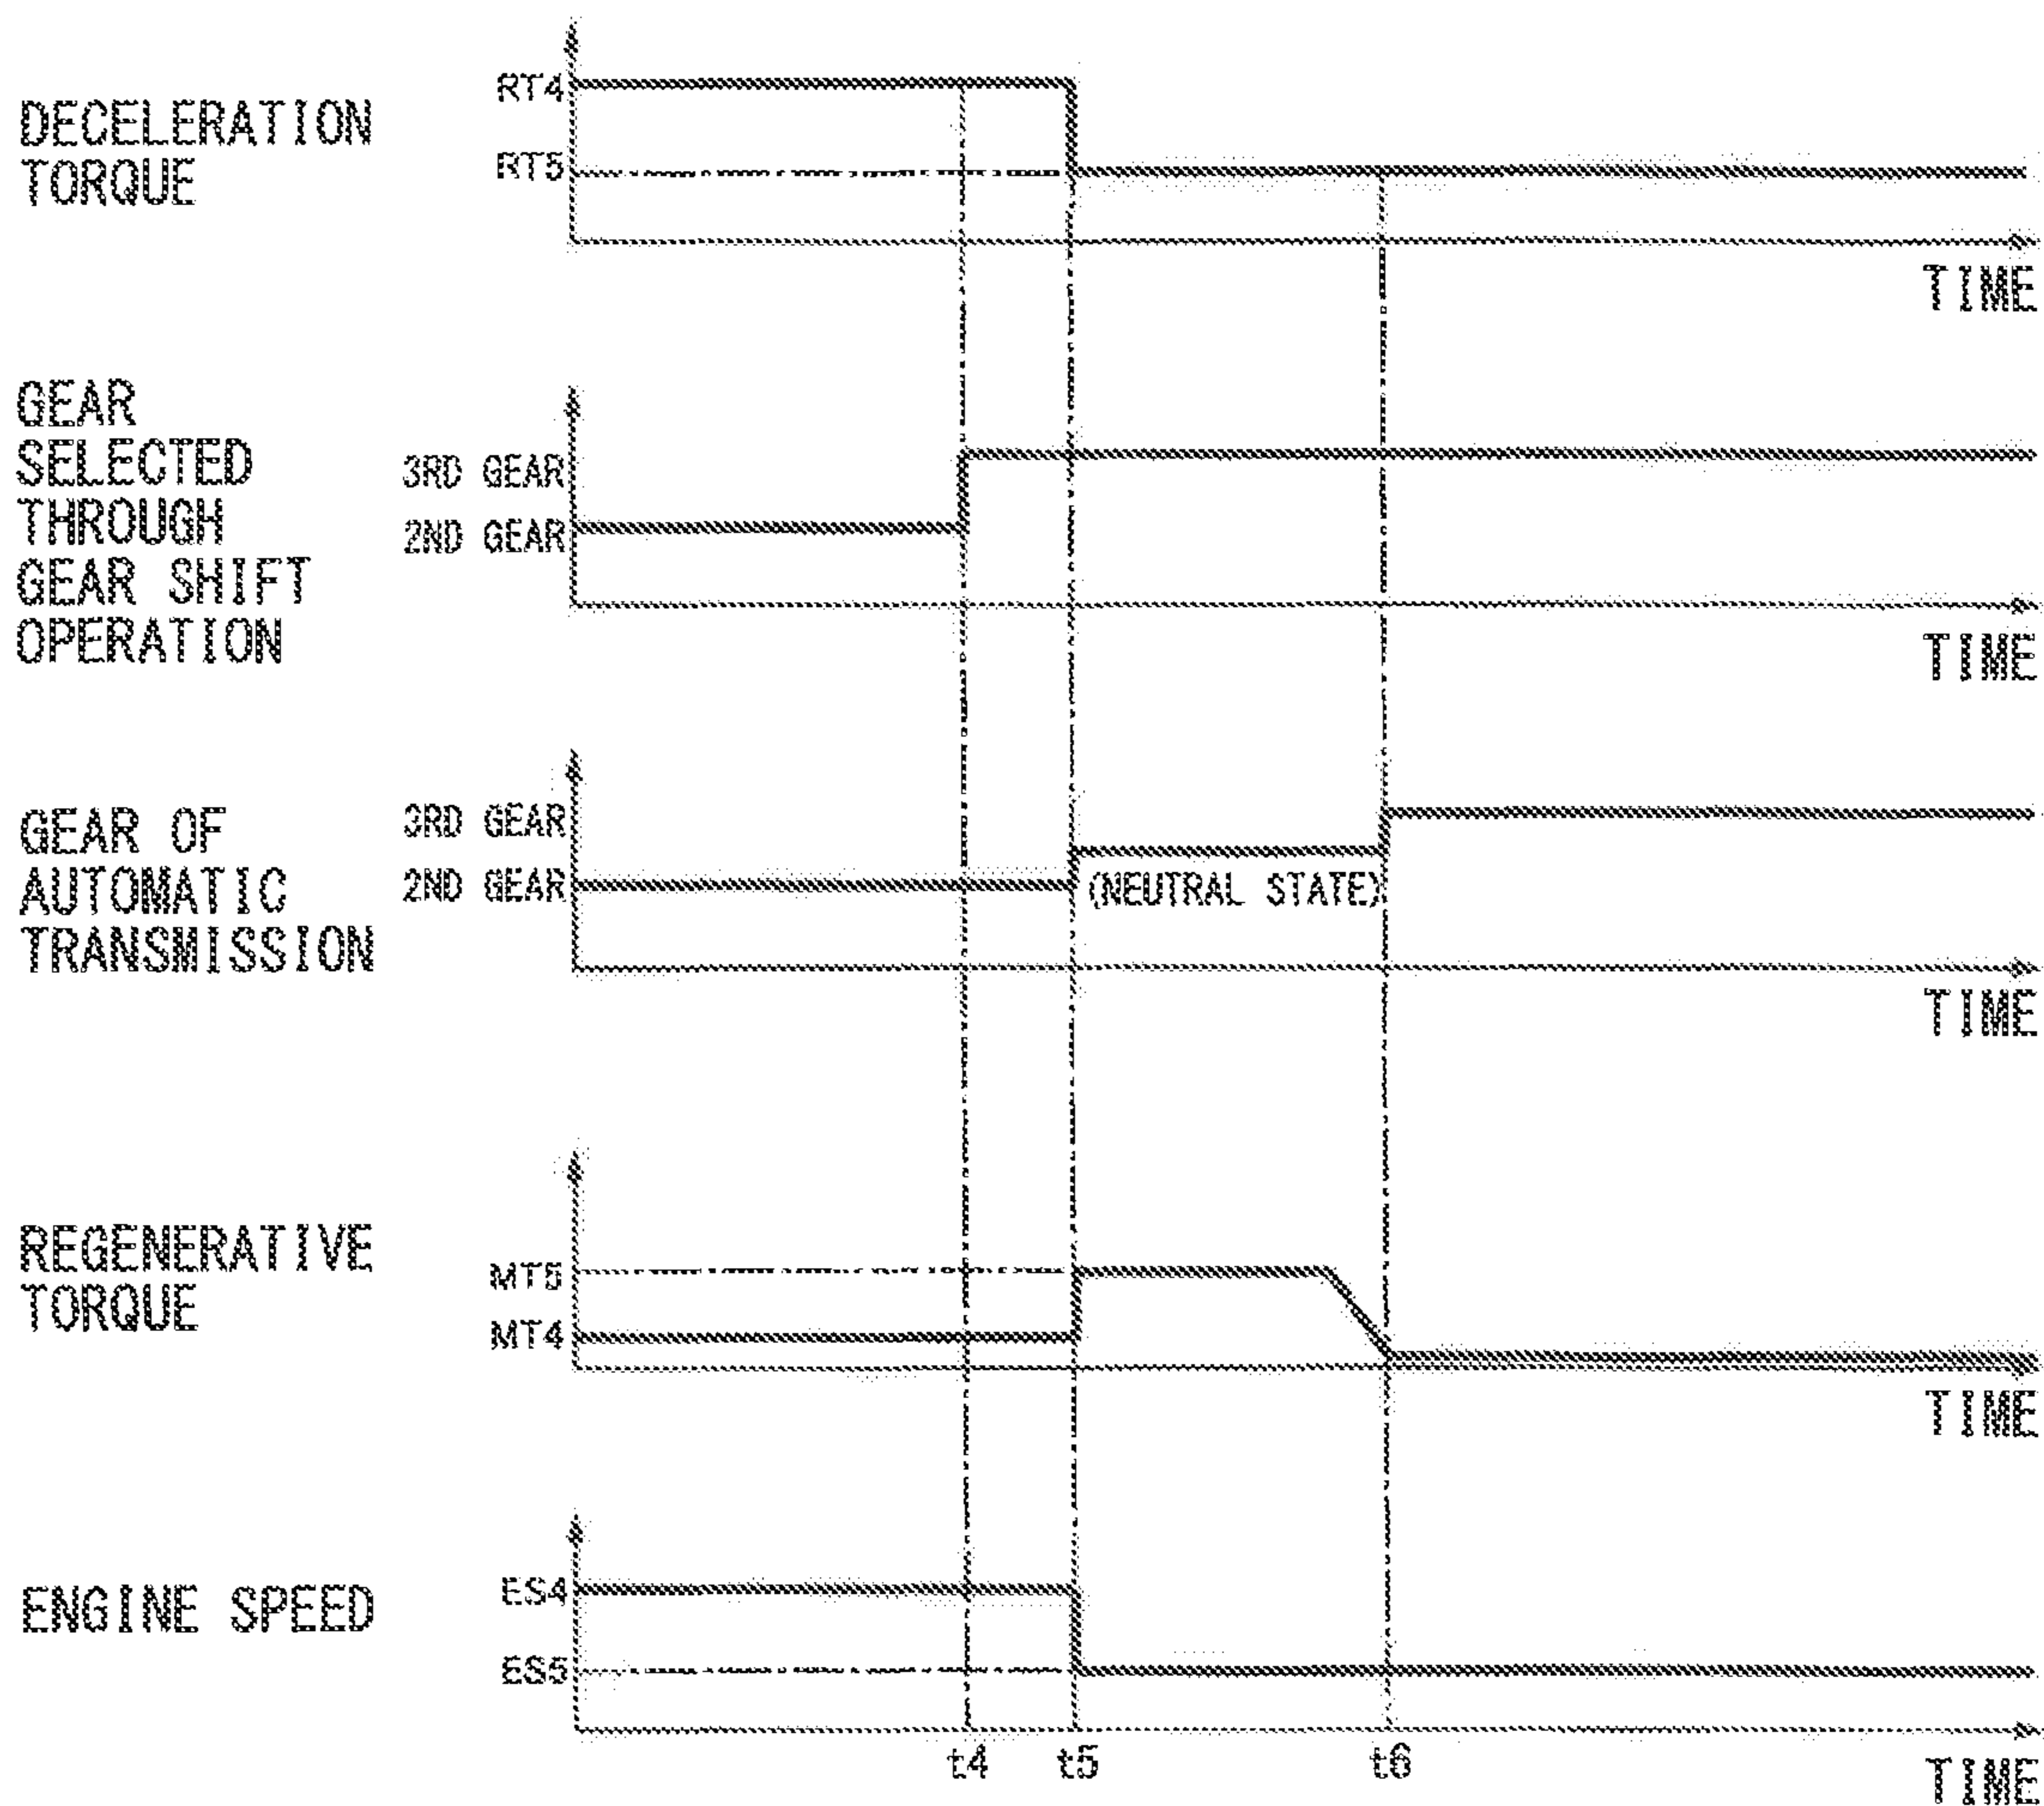 DECELERATION
TORQUE
RT4
RT5
TIME
GEAR
SELECTED
THROUGH
GEAR SHIFT
OPERATION
3RD GEAR
2ND GEAR
TIME
GEAR OF
AUTOMATIC
TRANSMISSION
3RD GEAR
2ND GEAR
(NEUTRAL STATE)
TIME
REGENERATIVE
TORQUE
MT5
MT4
TIME
ENGINE SPEED
ES4
ES5
t4 t5 t6
TIME